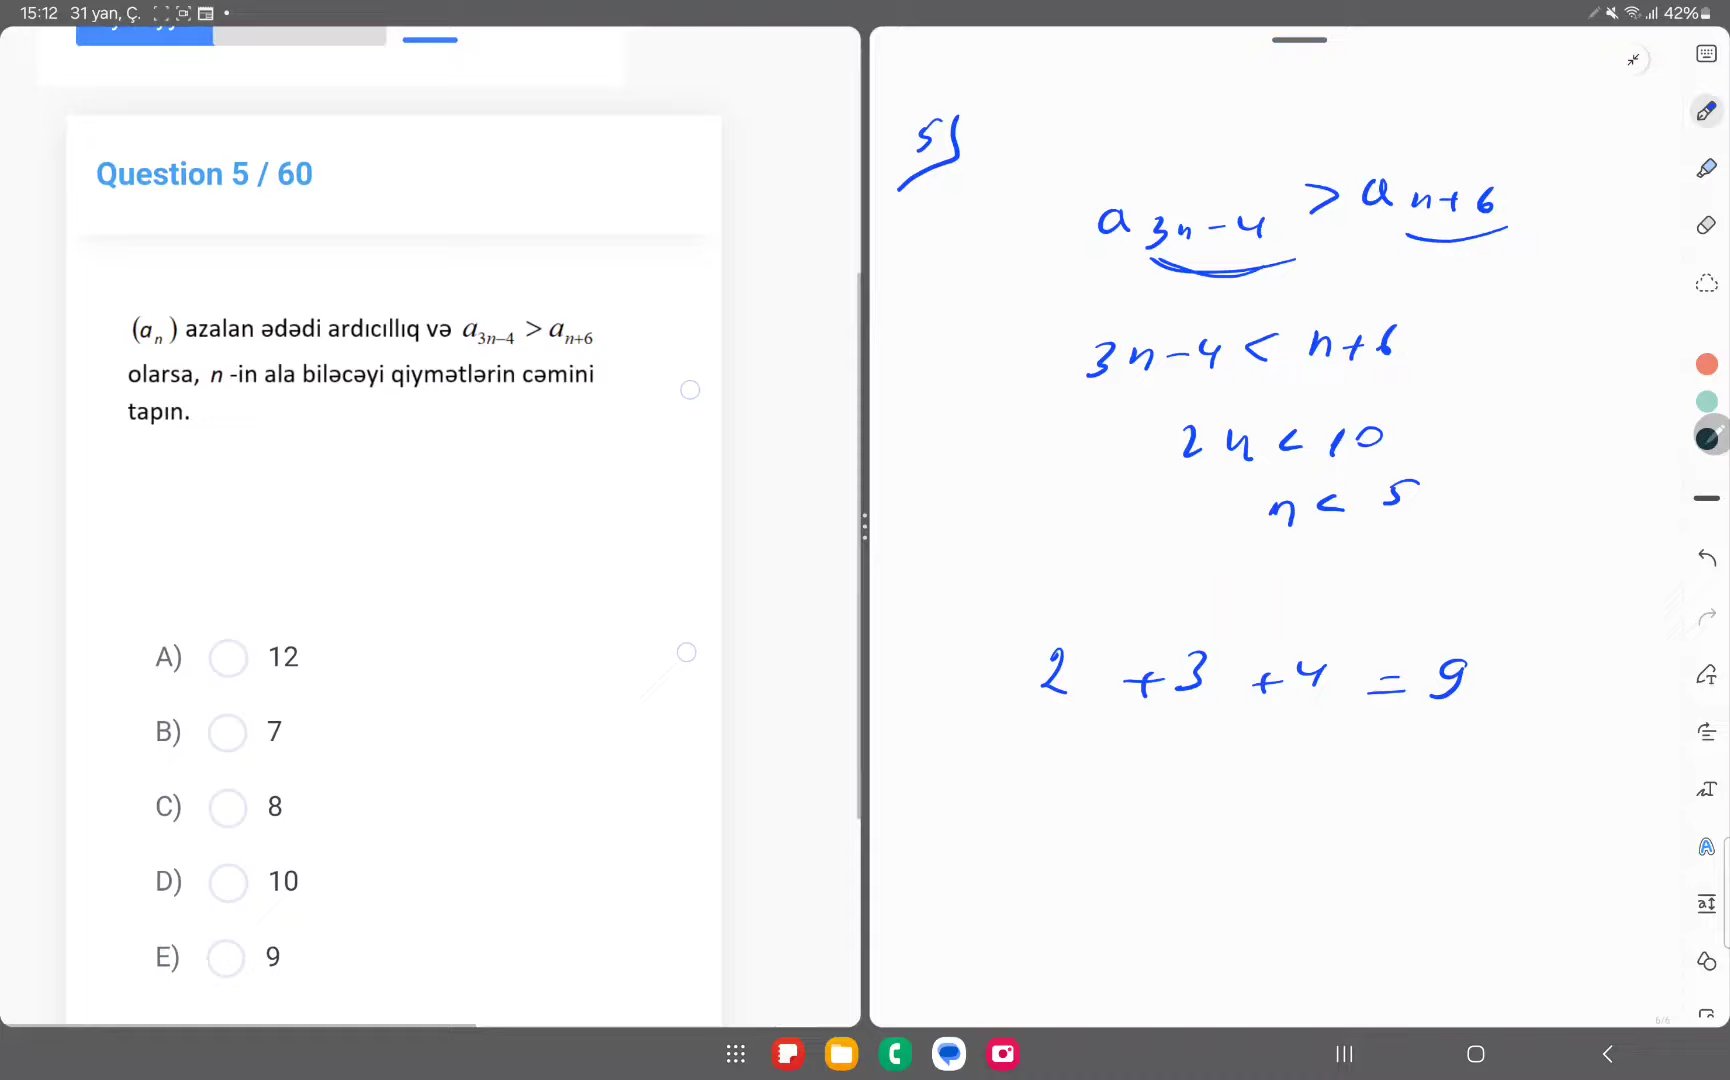 15:12 31 yan, Ç.
42%
Question 5 / 60
(aₙ) azalan ədədi ardıcıllıq və a₃ₙ₋₄ > aₙ₊₆
olarsa, n -in ala biləcəyi qiymətlərin cəmini
tapın.
A) 12
B) 7
C) 8
D) 10
E) 9
5)
a₃ₙ₋₄ > aₙ₊₆
3n-4 < n+6
2n < 10
n < 5
2 +3 +4 = 9
6/6